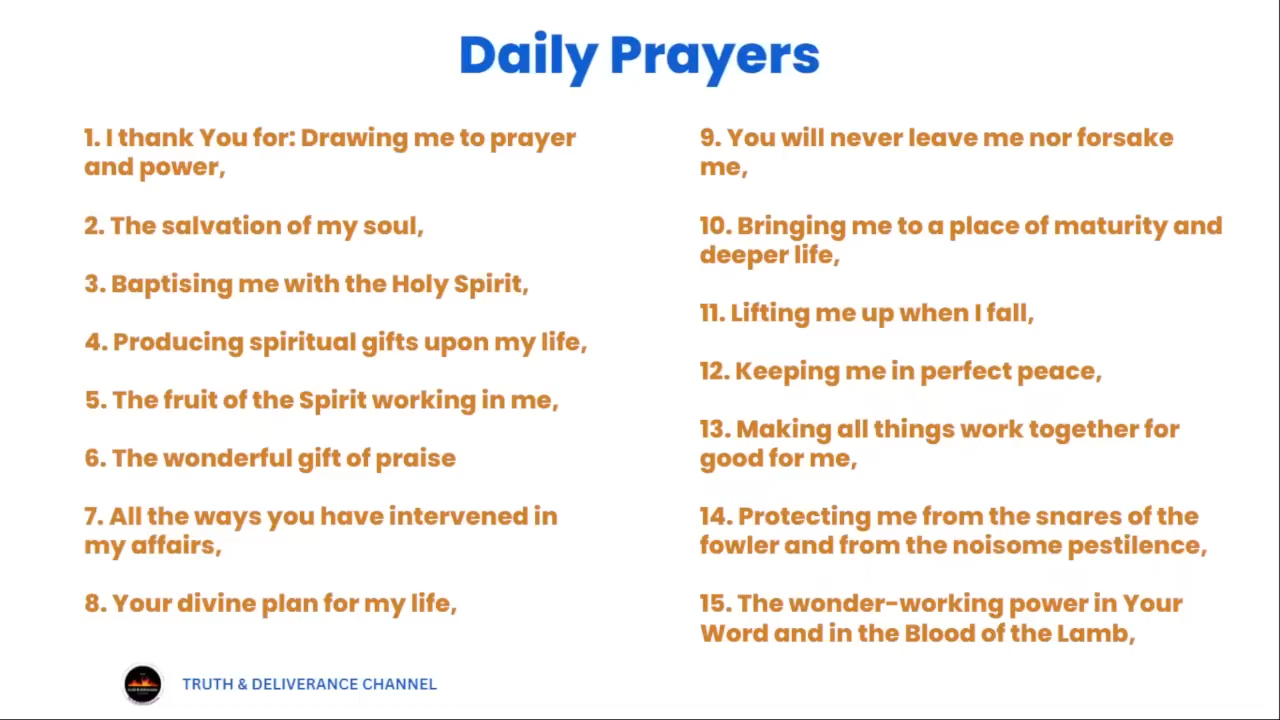 Daily Prayers
1. I thank You for: Drawing me to prayer
and power,
2. The salvation of my soul,
3. Baptising me with the Holy Spirit,
4. Producing spiritual gifts upon my life,
5. The fruit of the Spirit working in me,
6. The wonderful gift of praise
7. All the ways you have intervened in
my affairs,
8. Your divine plan for my life,
9. You will never leave me nor forsake
me,
10. Bringing me to a place of maturity and
deeper life,
11. Lifting me up when I fall,
12. Keeping me in perfect peace,
13. Making all things work together for
good for me,
14. Protecting me from the snares of the
fowler and from the noisome pestilence,
15. The wonder-working power in Your
Word and in the Blood of the Lamb,
TRUTH & DELIVERANCE CHANNEL